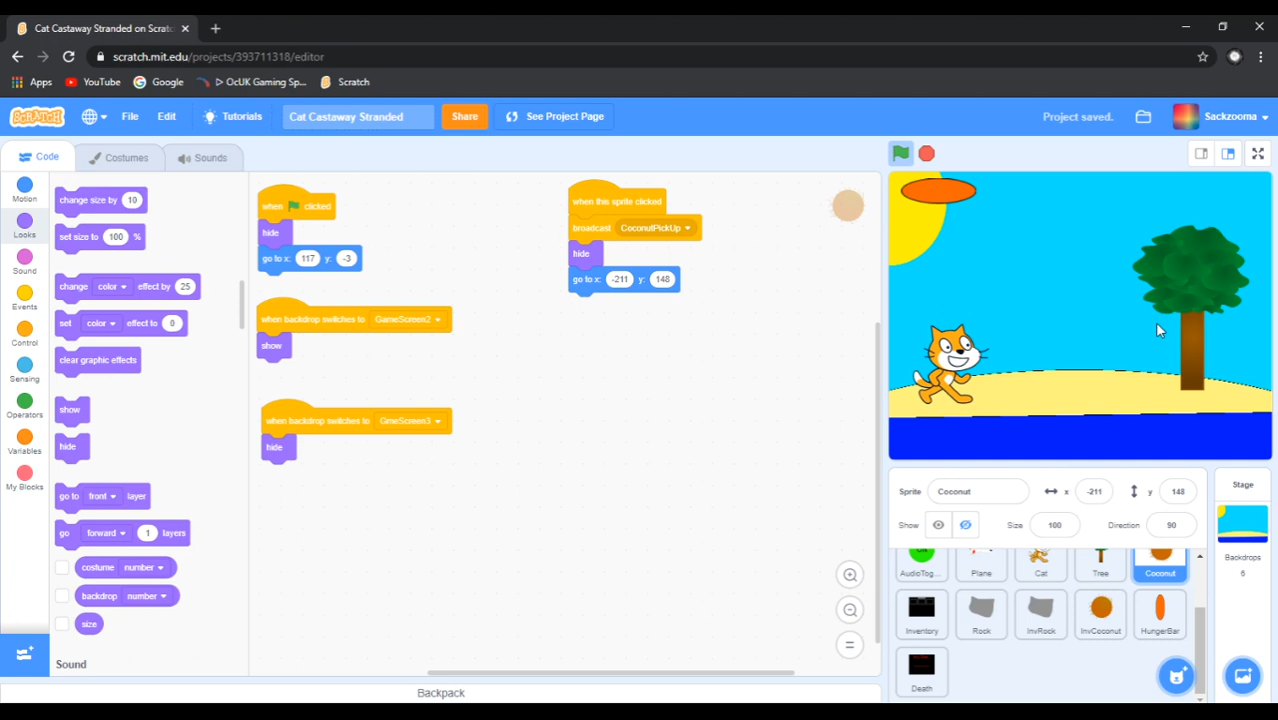 Cat Castaway Stranded on Scratch
scratch.mit.edu/projects/393711318/editor
Apps YouTube Google ▷ OcUK Gaming Sp... Scratch
SCRATCH File Edit Tutorials Cat Castaway Stranded Share See Project Page Project saved. Sackzooma
Code Costumes Sounds
Motion
Looks
Sound
Events
Control
Sensing
Operators
Variables
My Blocks
change size by 10
set size to 100 %
change color effect by 25
set color effect to 0
clear graphic effects
show
hide
go to front layer
go forward 1 layers
costume number
backdrop number
size
Sound
when clicked
hide
go to x: 117 y: -3
when backdrop switches to GameScreen2
show
when backdrop switches to GmeScreen3
hide
when this sprite clicked
broadcast CoconutPickUp
hide
go to x: -211 y: 148
Backpack
Sprite Coconut x -211 y 148
Show Size 100 Direction 90
AudioTog... Plane Cat Tree Coconut
Inventory Rock InvRock InvCoconut HungerBar
Death
Stage
Backdrops
6